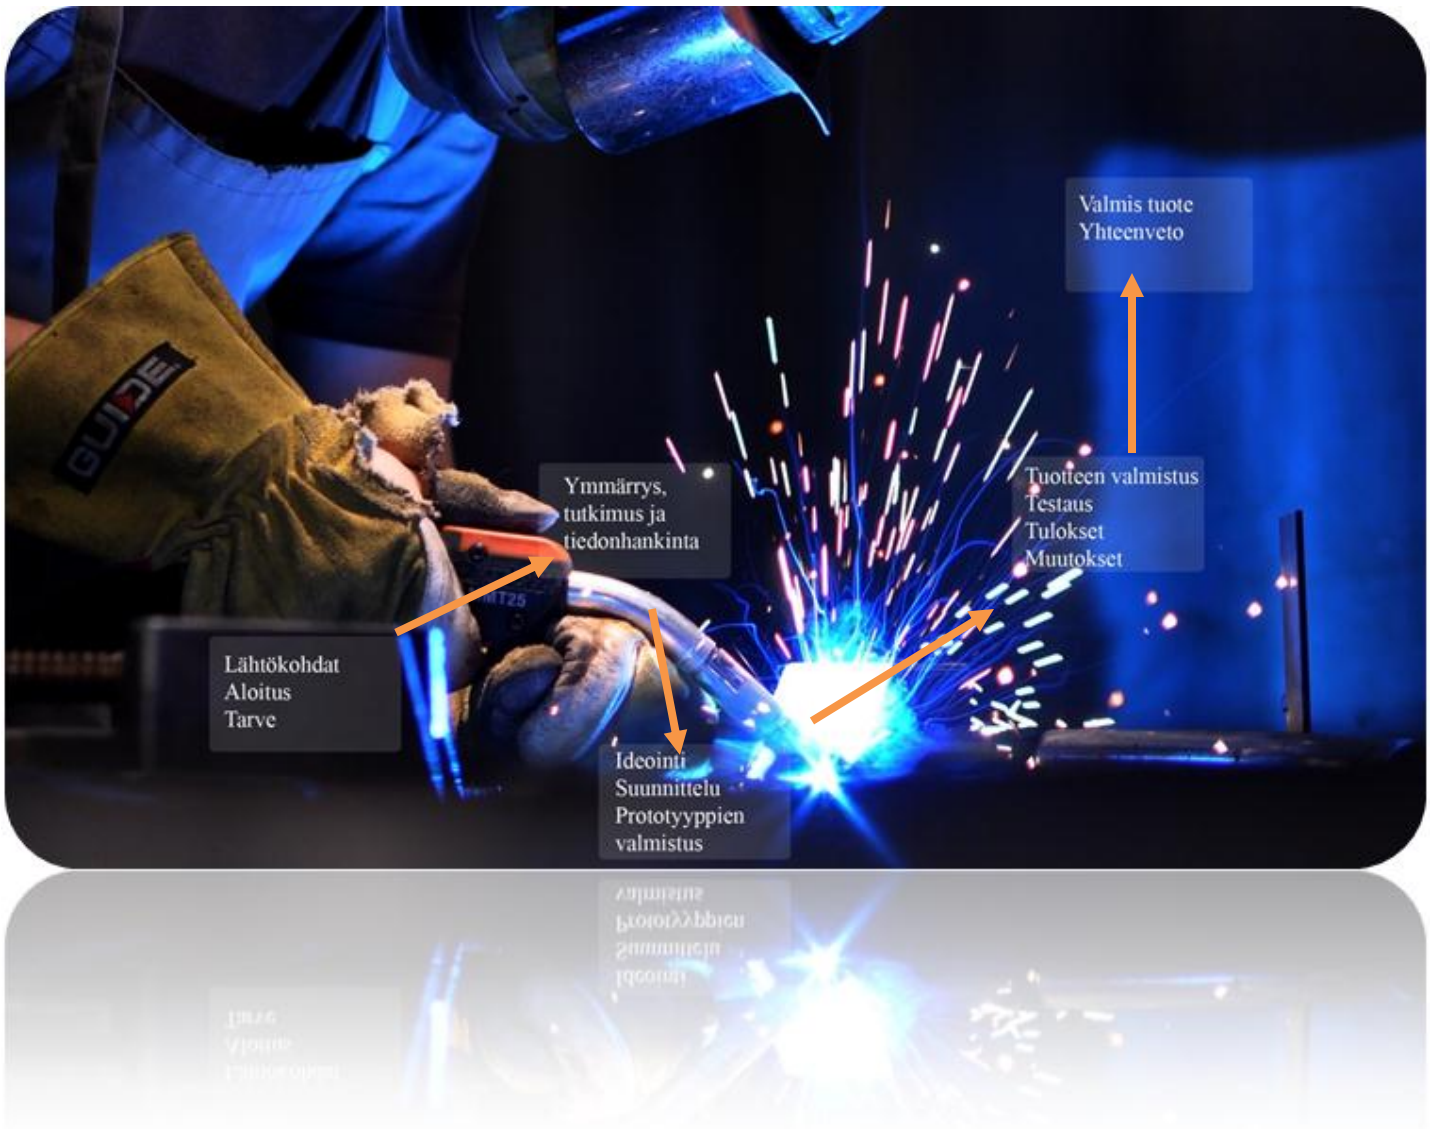 Valmis tuote
Yhteenveto
GUIDE
Ymmärrys,
tutkimus ja
tiedonhankinta
Tuotteen valmistus
Testaus
Tulokset
Muutokset
MT25
Lähtökohdat
Aloitus
Tarve
Ideointi
Suunnittelu
Prototyyppien
valmistus